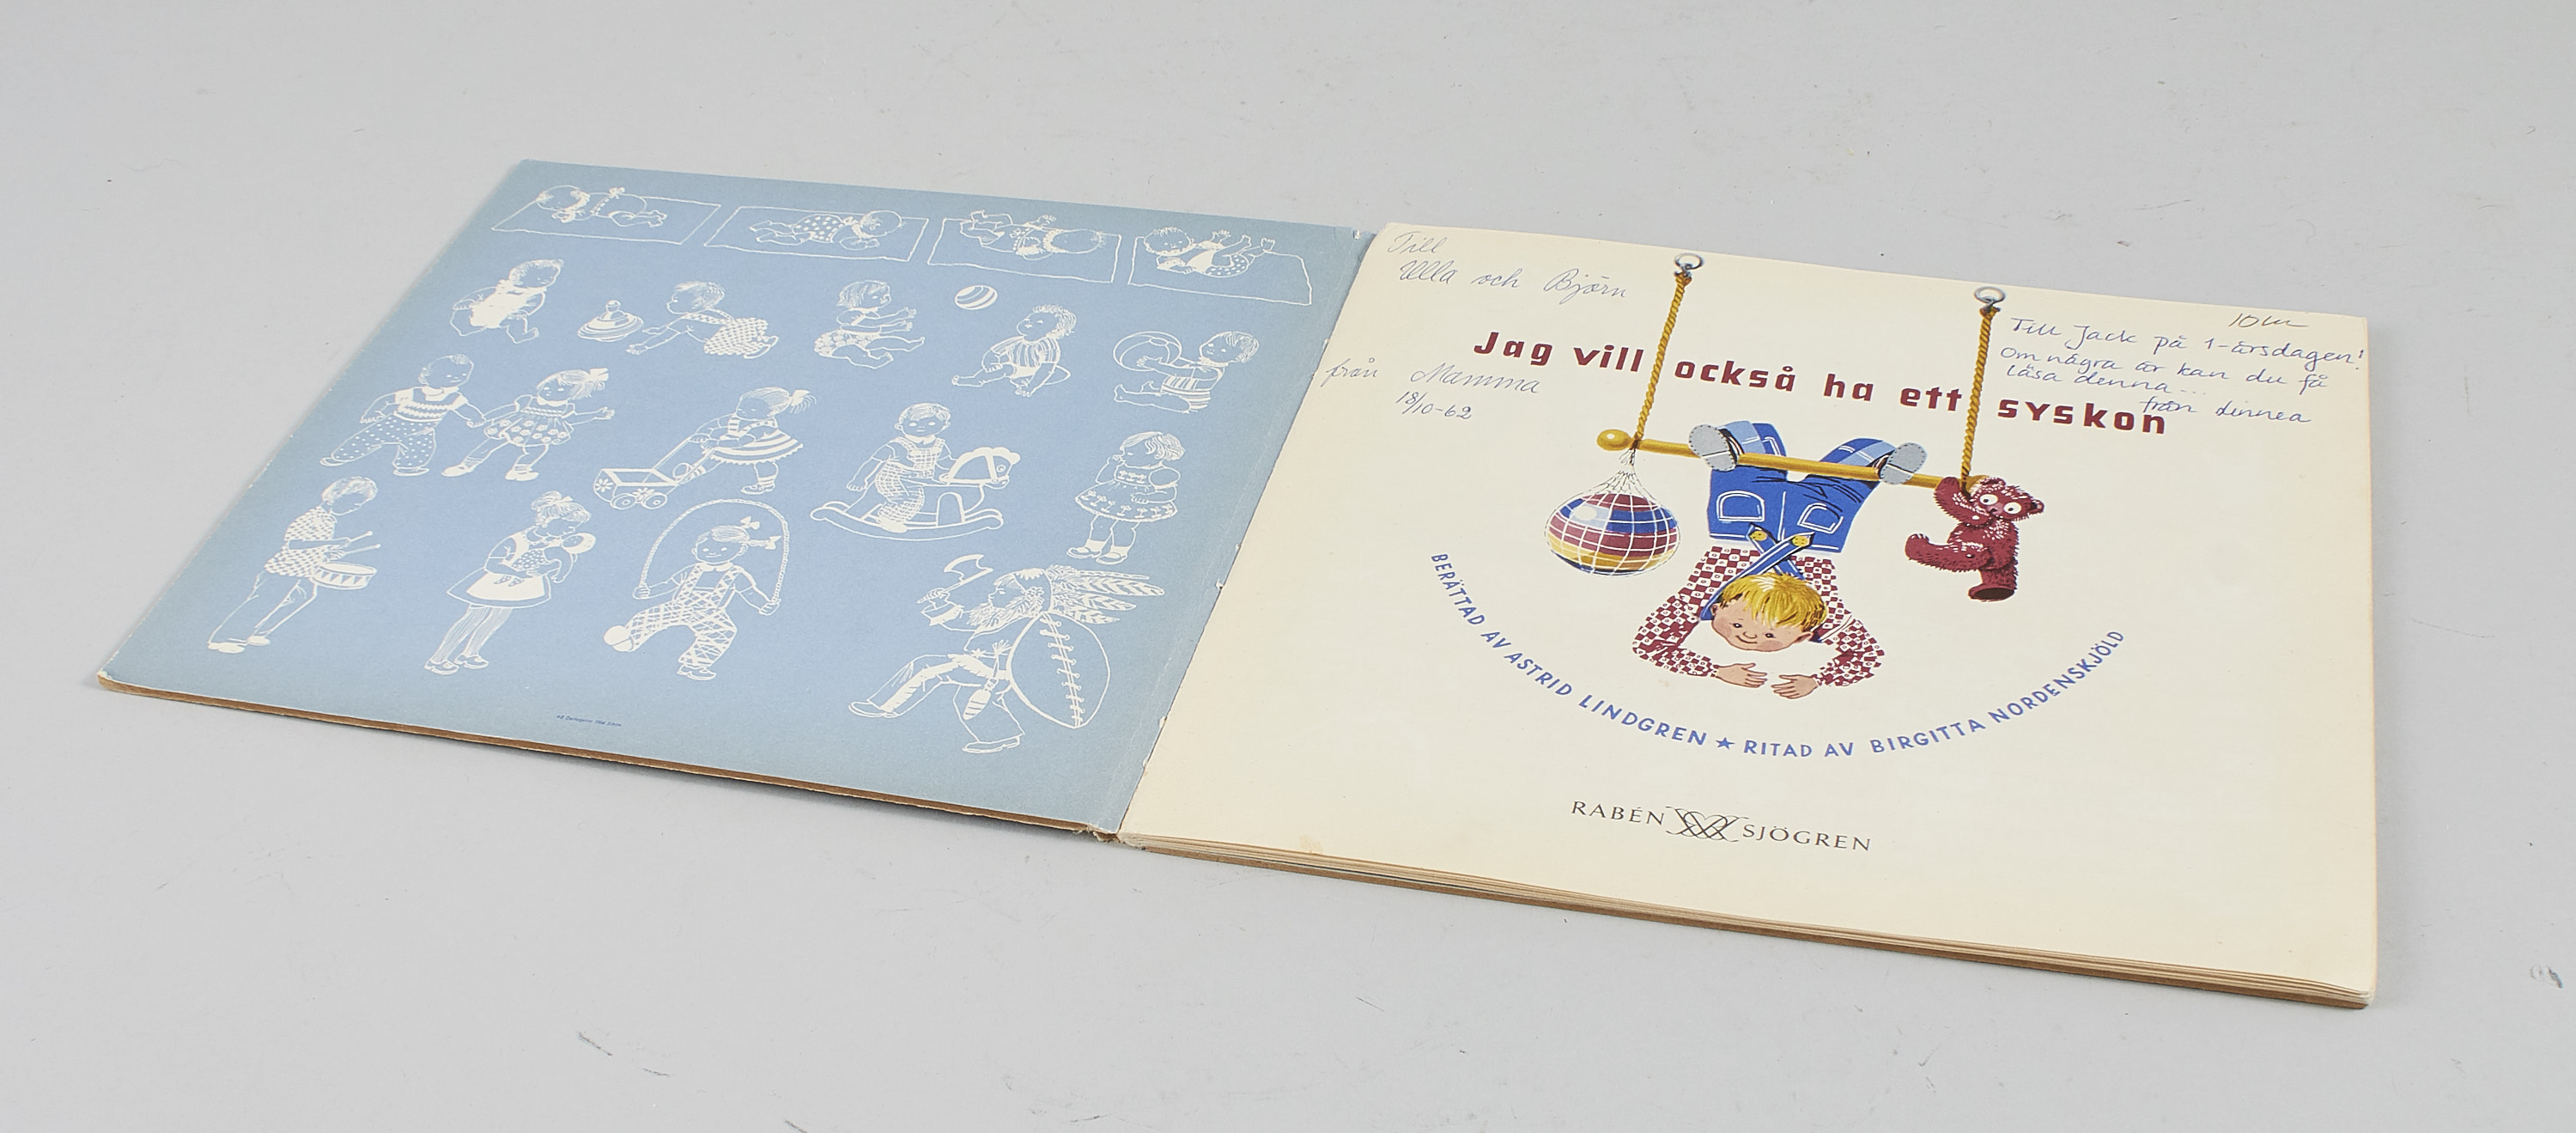 Till
Ulla och Björn
från Mamma
18/10-62
10 kr
Till Jack på 1-årsdagen!
Om några år kan du få
läsa denna...
från Linnea
Jag vill också ha ett syskon
BERÄTTAD AV ASTRID LINDGREN ★ RITAD AV BIRGITTA NORDENSKJÖLD
RABÉN SJÖGREN